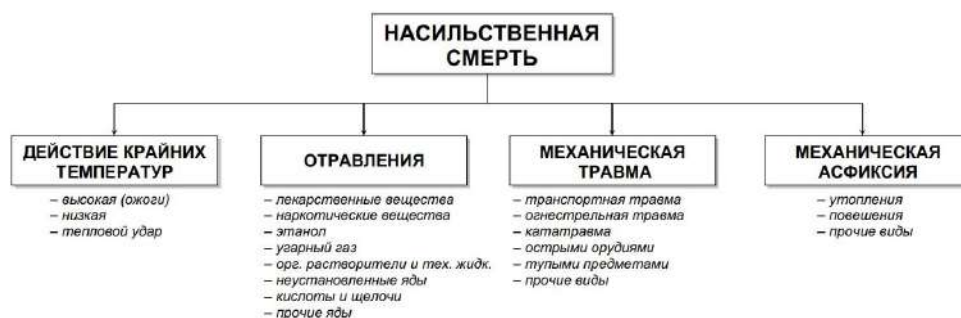 НАСИЛЬСТВЕННАЯ
СМЕРТЬ
ДЕЙСТВИЕ КРАЙНИХ
ТЕМПЕРАТУР
– высокая (ожоги)
– низкая
– тепловой удар
ОТРАВЛЕНИЯ
– лекарственные вещества
– наркотические вещества
– этанол
– угарный газ
– орг. растворители и тех. жидк.
– неустановленные яды
– кислоты и щелочи
– прочие яды
МЕХАНИЧЕСКАЯ
ТРАВМА
– транспортная травма
– огнестрельная травма
– кататравма
– острыми орудиями
– тупыми предметами
– прочие виды
МЕХАНИЧЕСКАЯ
АСФИКСИЯ
– утопления
– повешения
– прочие виды